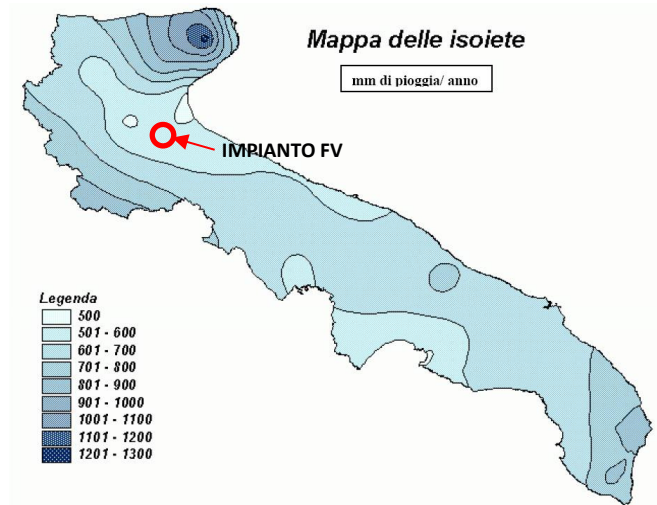 Mappa delle isoiete
mm di pioggia/ anno
IMPIANTO FV
Legenda
500
501 - 600
601 - 700
701 - 800
801 - 900
901 - 1000
1001 - 1100
1101 - 1200
1201 - 1300